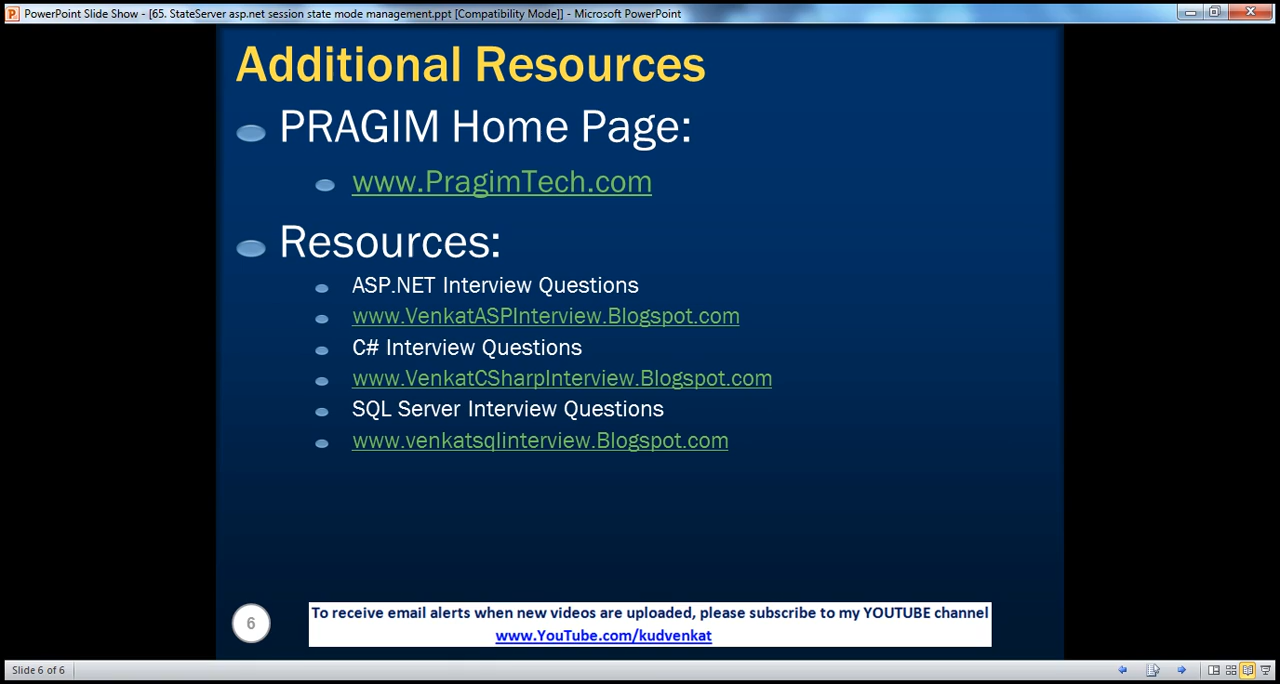 PowerPoint Slide Show - [65. StateServer asp.net session state mode management.ppt [Compatibility Mode]] - Microsoft PowerPoint
Additional Resources
PRAGIM Home Page:
www.PragimTech.com
Resources:
ASP.NET Interview Questions
www.VenkatASPInterview.Blogspot.com
C# Interview Questions
www.VenkatCSharpInterview.Blogspot.com
SQL Server Interview Questions
www.venkatsqlinterview.Blogspot.com
6
To receive email alerts when new videos are uploaded, please subscribe to my YOUTUBE channel
www.YouTube.com/kudvenkat
Slide 6 of 6